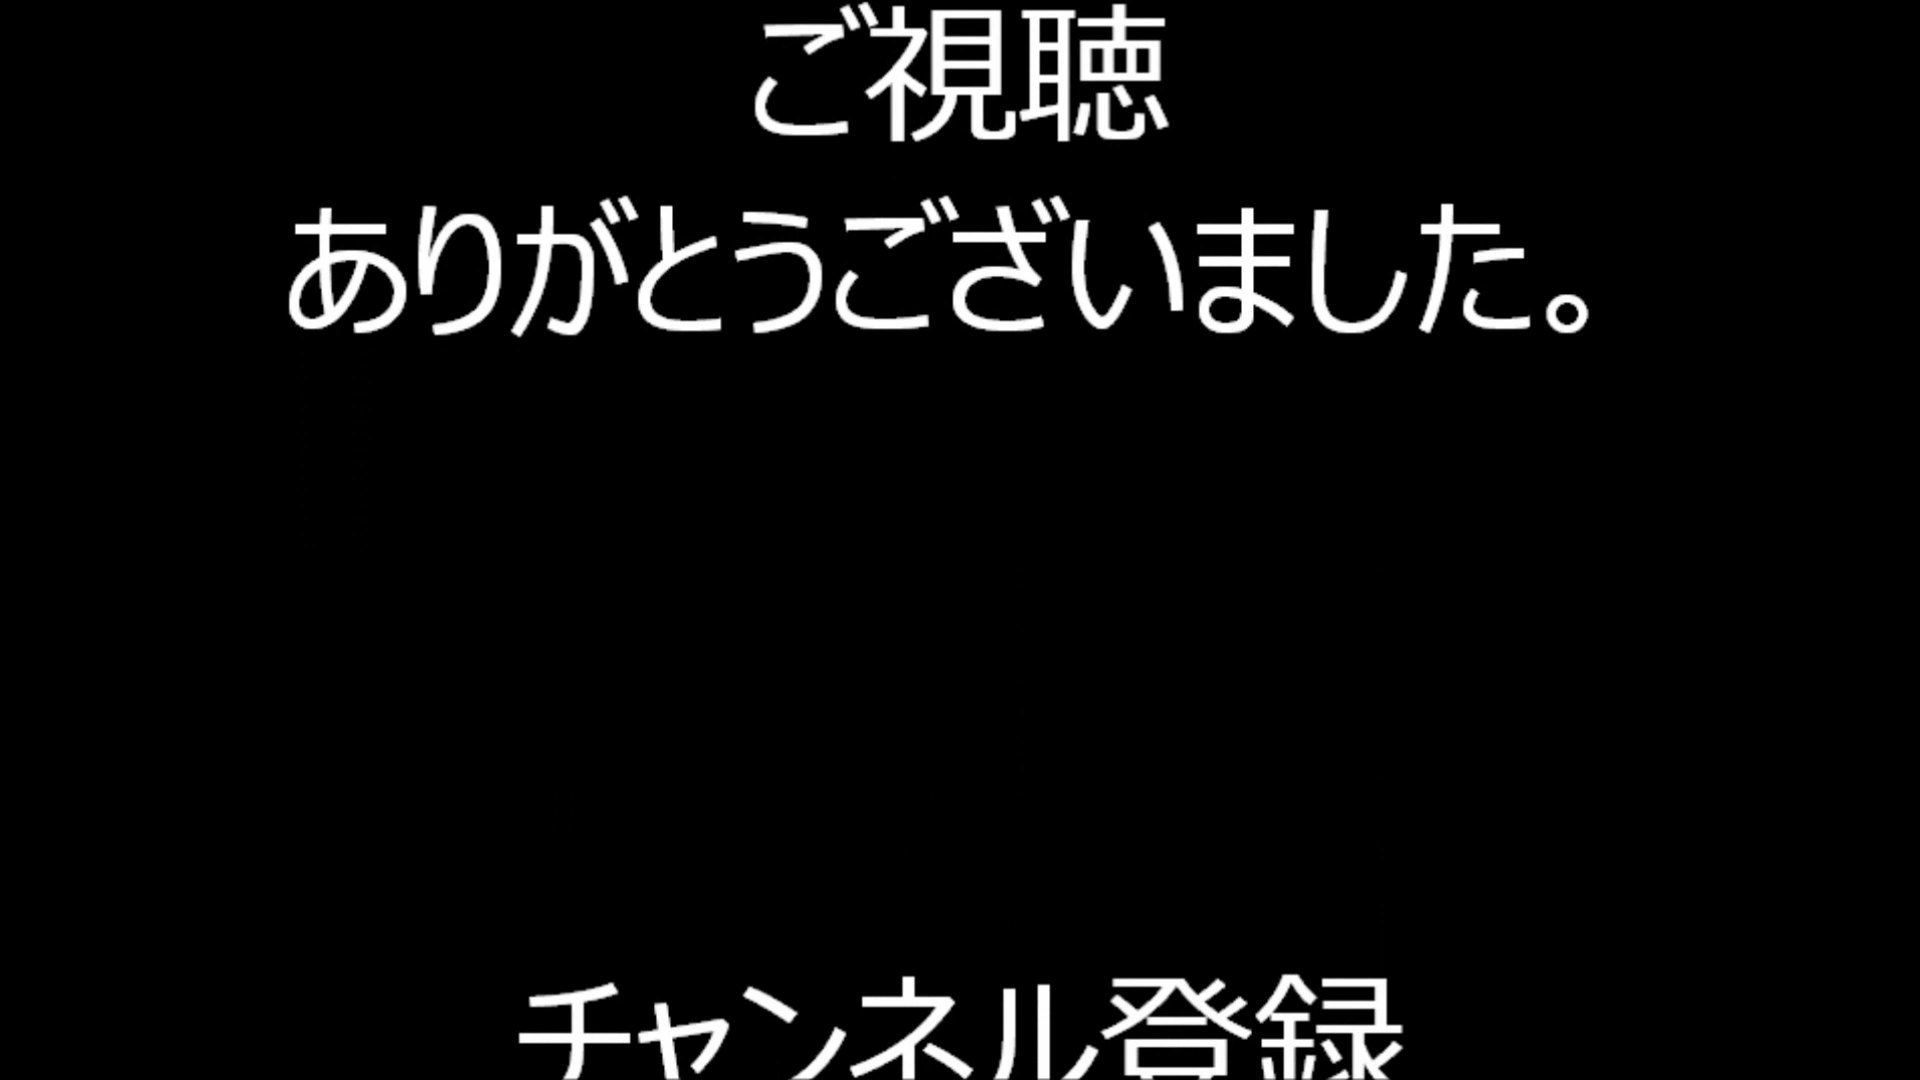 ご視聴
ありがとうございました。
チャンネル登録